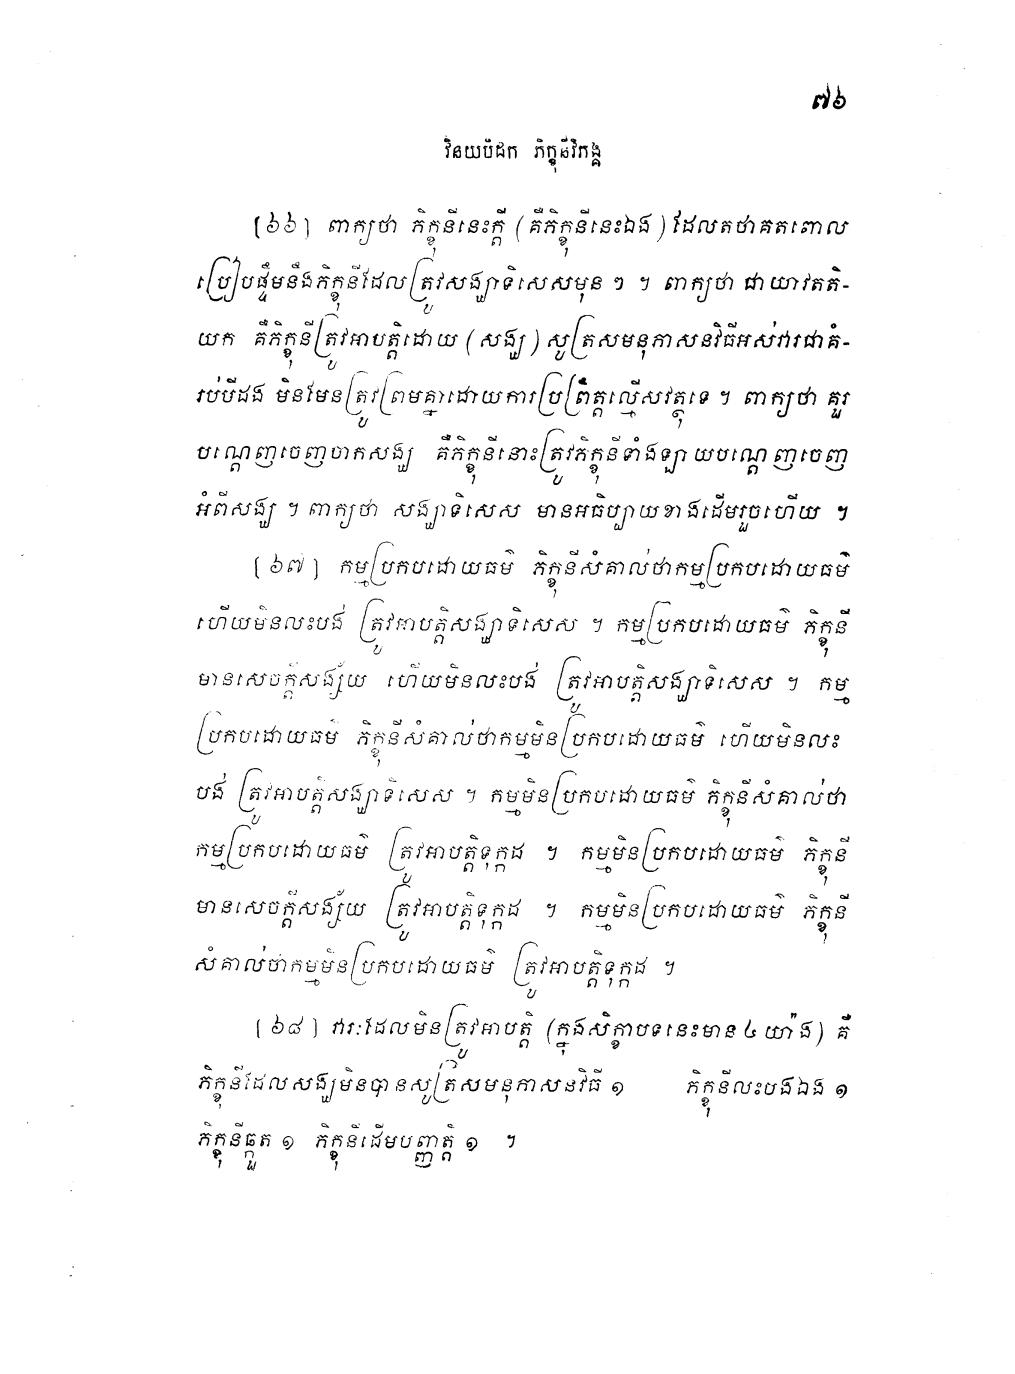 ៧៦
វិនយបិដក ភិក្ខុនីវិភង្គ
[៦៦] ពាក្យថា ភិក្ខុនីនេះក្តី (គឺភិក្ខុនីនេះឯង) ដែលតថាគតពោល
ប្រៀបផ្ទឹមនឹងភិក្ខុនីដែលត្រូវសង្ឃាទិសេសមុន ៗ ។ ពាក្យថា ជាយាវតតិ-
យក គឺភិក្ខុនីត្រូវអាបត្តិដោយ (សង្ឃ) សូត្រសមនុភាសនវិធីអស់វារជាគំ-
រប់បីដង មិនមែនត្រូវព្រមគ្នាដោយការប្រព្រឹត្តល្មើសវត្ថុទេ ។ ពាក្យថា គួរ
បណ្តេញចេញចាកសង្ឃ គឺភិក្ខុនីនោះត្រូវភិក្ខុនីទាំងឡាយបណ្តេញចេញ
អំពីសង្ឃ ។ ពាក្យថា សង្ឃាទិសេស មានអធិប្បាយខាងដើមរួចហើយ ។
[៦៧] កម្មប្រកបដោយធម៌ ភិក្ខុនីសំគាល់ថាកម្មប្រកបដោយធម៌
ហើយមិនលះបង់ ត្រូវអាបត្តិសង្ឃាទិសេស ។ កម្មប្រកបដោយធម៌ ភិក្ខុនី
មានសេចក្តីសង្ស័យ ហើយមិនលះបង់ ត្រូវអាបត្តិសង្ឃាទិសេស ។ កម្ម
ប្រកបដោយធម៌ ភិក្ខុនីសំគាល់ថាកម្មមិនប្រកបដោយធម៌ ហើយមិនលះ
បង់ ត្រូវអាបត្តិសង្ឃាទិសេស ។ កម្មមិនប្រកបដោយធម៌ ភិក្ខុនីសំគាល់ថា
កម្មប្រកបដោយធម៌ ត្រូវអាបត្តិទុក្កដ ។ កម្មមិនប្រកបដោយធម៌ ភិក្ខុនី
មានសេចក្តីសង្ស័យ ត្រូវអាបត្តិទុក្កដ ។ កម្មមិនប្រកបដោយធម៌ ភិក្ខុនី
សំគាល់ថាកម្មមិនប្រកបដោយធម៌ ត្រូវអាបត្តិទុក្កដ ។
[៦៨] វារៈដែលមិនត្រូវអាបត្តិ (ក្នុងសិក្ខាបទនេះមាន ៤ យ៉ាង) គឺ
ភិក្ខុនីដែលសង្ឃមិនបានសូត្រសមនុភាសនវិធី ១ ភិក្ខុនីលះបង់ឯង ១
ភិក្ខុនីឆ្កួត ១ ភិក្ខុនីដើមបញ្ញត្តិ ១ ។